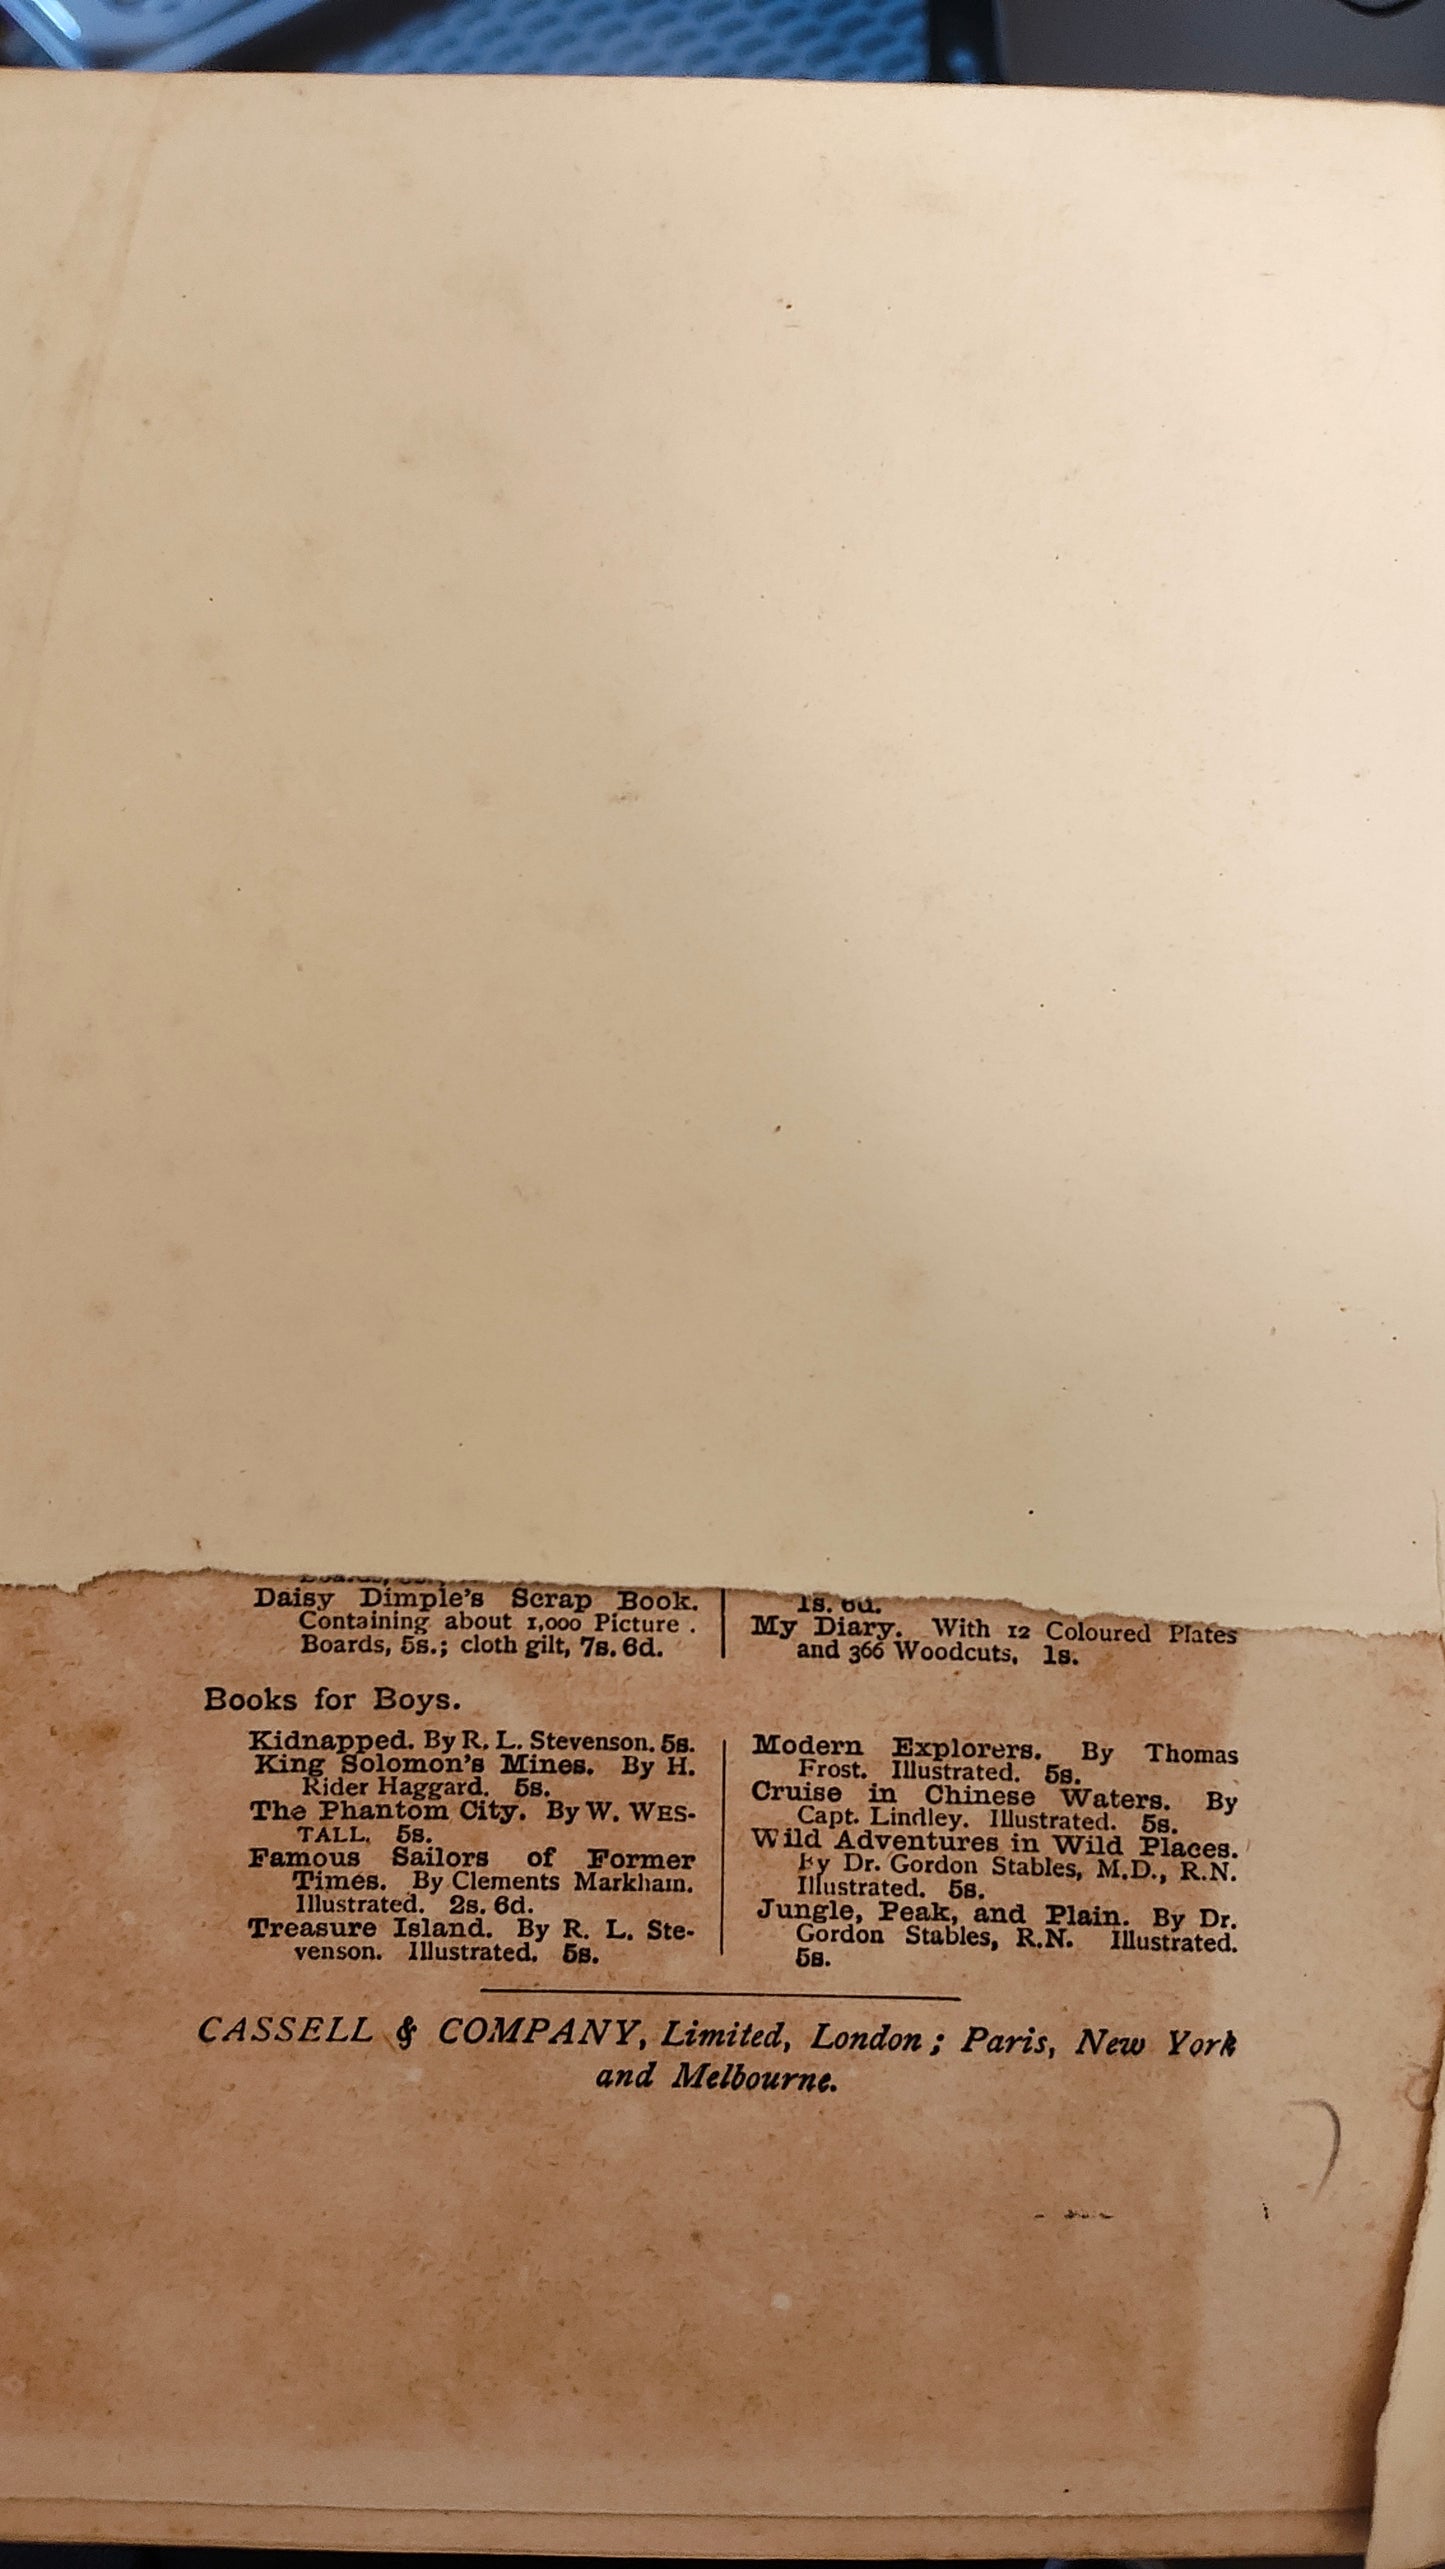 Daisy Dimple's Scrap Book.
Containing about 1,000 Picture.
Boards, 5s.; cloth gilt, 7s. 6d.
1s. 6d.
My Diary. With 12 Coloured Plates
and 366 Woodcuts, 1s.
Books for Boys.
Kidnapped. By R. L. Stevenson. 5s.
King Solomon's Mines. By H.
Rider Haggard. 5s.
The Phantom City. By W. WES-
TALL. 5s.
Famous Sailors of Former
Times. By Clements Markham.
Illustrated. 2s. 6d.
Treasure Island. By R. L. Ste-
venson. Illustrated. 5s.
Modern Explorers. By Thomas
Frost. Illustrated. 5s.
Cruise in Chinese Waters. By
Capt. Lindley. Illustrated. 5s.
Wild Adventures in Wild Places.
By Dr. Gordon Stables, M.D., R.N.
Illustrated. 5s.
Jungle, Peak, and Plain. By Dr.
Gordon Stables, R.N. Illustrated.
5s.
CASSELL & COMPANY, Limited, London; Paris, New York
and Melbourne.